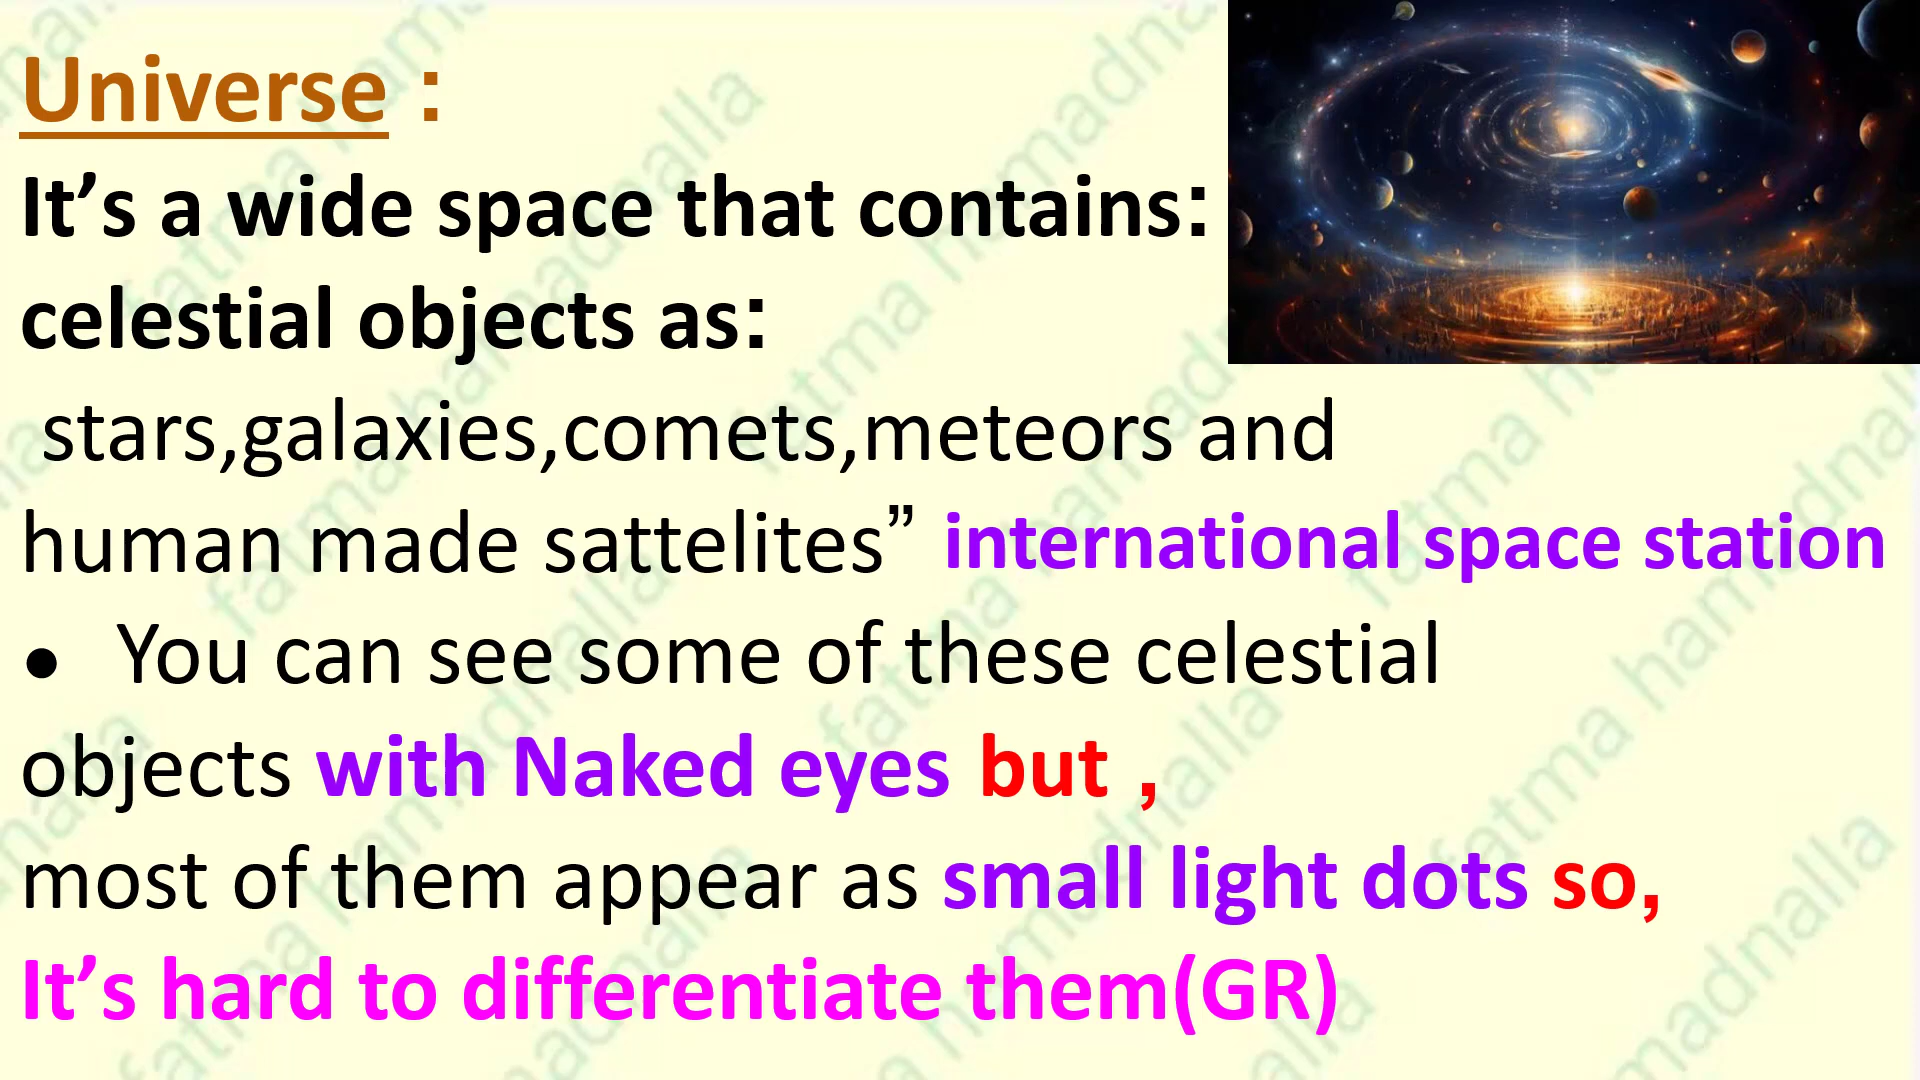 Universe :
It’s a wide space that contains:
celestial objects as:
stars,galaxies,comets,meteors and
human made sattelites” international space station
• You can see some of these celestial
objects with Naked eyes but ,
most of them appear as small light dots so,
It’s hard to differentiate them(GR)
fatma hamadnalla